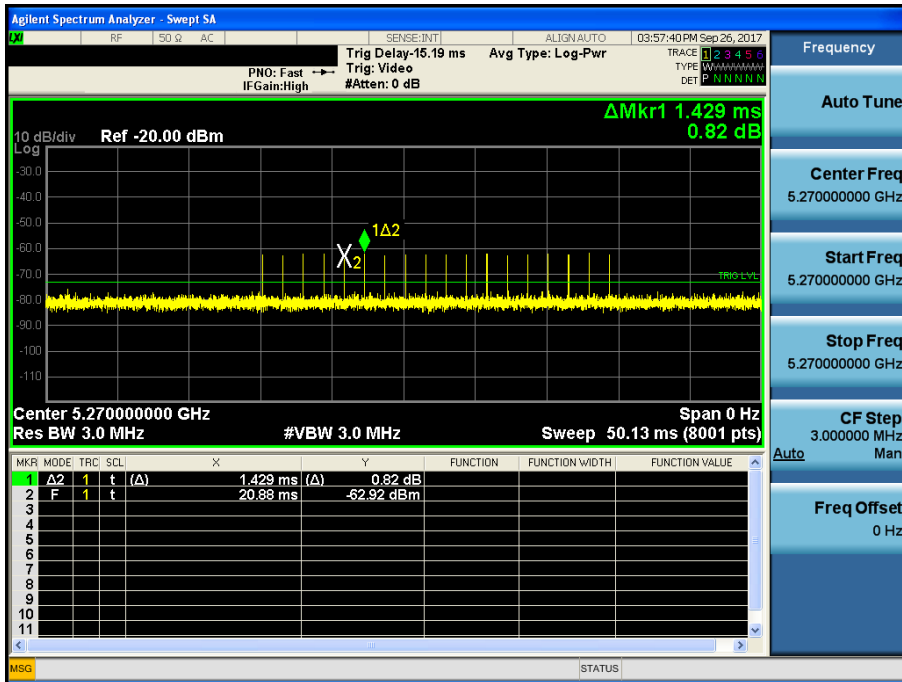 Agilent Spectrum Analyzer - Swept SA
LXI RF 50 Ω AC SENSE:INT ALIGN AUTO 03:57:40 PM Sep 26, 2017
Trig Delay-15.19 ms Avg Type: Log-Pwr TRACE 1 2 3 4 5 6
PNO: Fast Trig: Video TYPE WWWWWW
IFGain:High #Atten: 0 dB DET P N N N N N
ΔMkr1 1.429 ms
0.82 dB
10 dB/div Ref -20.00 dBm
Log
-30.0
-40.0
-50.0
1Δ2
-60.0
X2
-70.0
TRIG LVL
-80.0
-90.0
-100
-110
Center 5.270000000 GHz Span 0 Hz
Res BW 3.0 MHz #VBW 3.0 MHz Sweep 50.13 ms (8001 pts)
MKR MODE TRC SCL X Y FUNCTION FUNCTION WIDTH FUNCTION VALUE
1 Δ2 1 t (Δ) 1.429 ms (Δ) 0.82 dB
2 F 1 t 20.88 ms -62.92 dBm
3
4
5
6
7
8
9
10
11
MSG STATUS
Frequency
Auto Tune
Center Freq
5.270000000 GHz
Start Freq
5.270000000 GHz
Stop Freq
5.270000000 GHz
CF Step
3.000000 MHz
Auto Man
Freq Offset
0 Hz